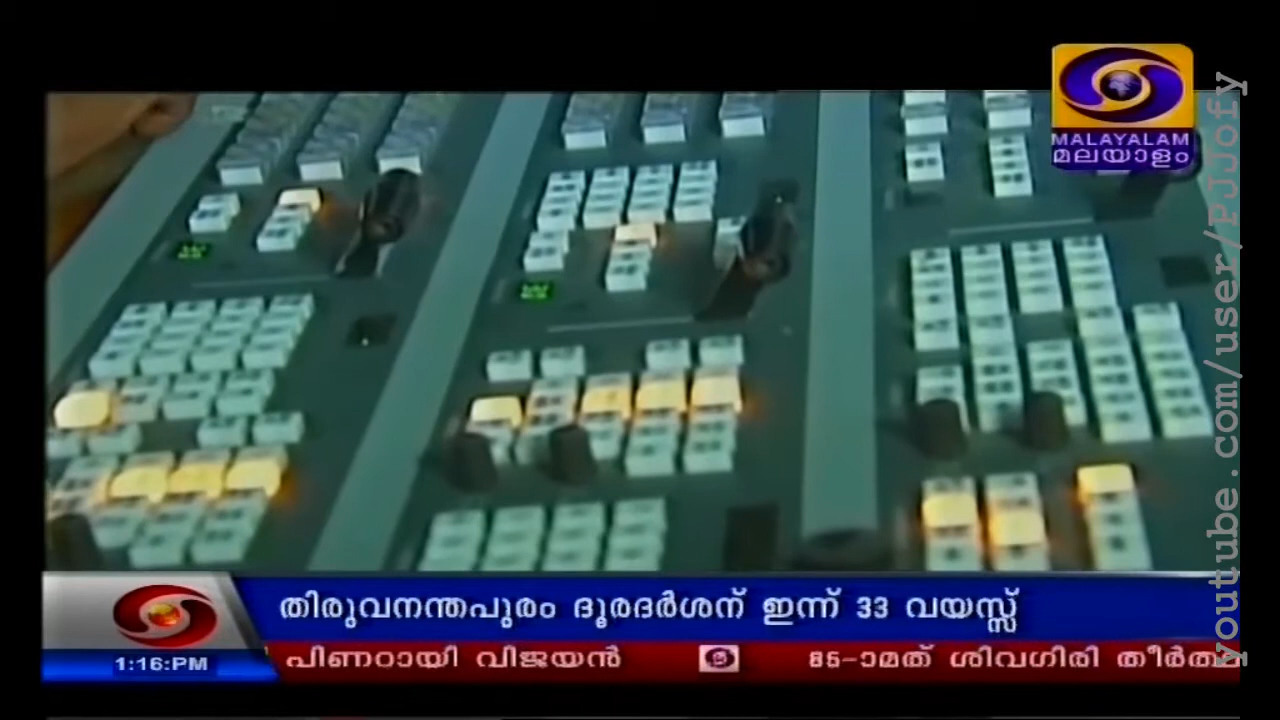 MALAYALAM
മലയാളം
youtube.com/user/PJJofy
തിരുവനന്തപുരം ദൂരദർശന് ഇന്ന് 33 വയസ്സ്
1:16:PM
പിണറായി വിജയൻ 85-ാമത് ശിവഗിരി